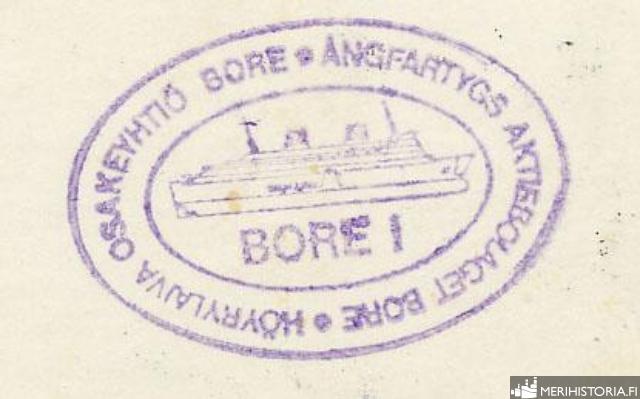 HÖYRYLAIVA OSAKEYHTIÖ BORE • ÅNGFARTYGS AKTIEBOLAGET BORE •
BORE I
MERIHISTORIA.FI